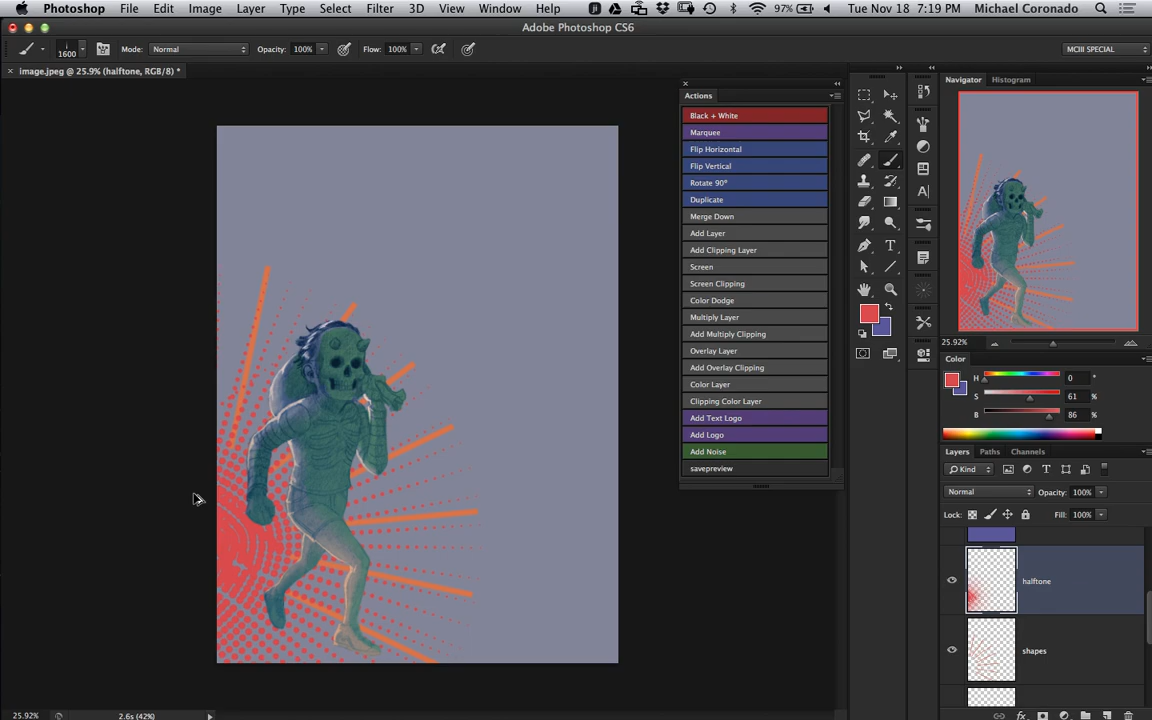 Photoshop File Edit Image Layer Type Select Filter 3D View Window Help 97% Tue Nov 18 7:19 PM Michael Coronado
Adobe Photoshop CS6
1600 Mode: Normal Opacity: 100% Flow: 100% MCIII SPECIAL
image.jpeg @ 25.9% (halftone, RGB/8) *
Navigator Histogram
Actions
Black + White
Marquee
Flip Horizontal
Flip Vertical
Rotate 90º
Duplicate
Merge Down
Add Layer
Add Clipping Layer
Screen
Screen Clipping
Color Dodge
Multiply Layer
Add Multiply Clipping
Overlay Layer
Add Overlay Clipping
Color Layer
Clipping Color Layer
Add Text Logo
Add Logo
Add Noise
savepreview
25.92%
Color
H 0 °
S 61 %
B 86 %
Layers Paths Channels
Kind
Normal Opacity: 100%
Lock: Fill: 100%
halftone
shapes
25.92% 2.6s (42%)